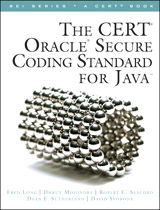 SEI SERIES • A CERT® BOOK
THE CERT®
ORACLE® SECURE
CODING STANDARD
FOR JAVA™
FRED LONG | DHRUV MOHINDRA | ROBERT C. SEACORD
DEAN F. SUTHERLAND | DAVID SVOBODA